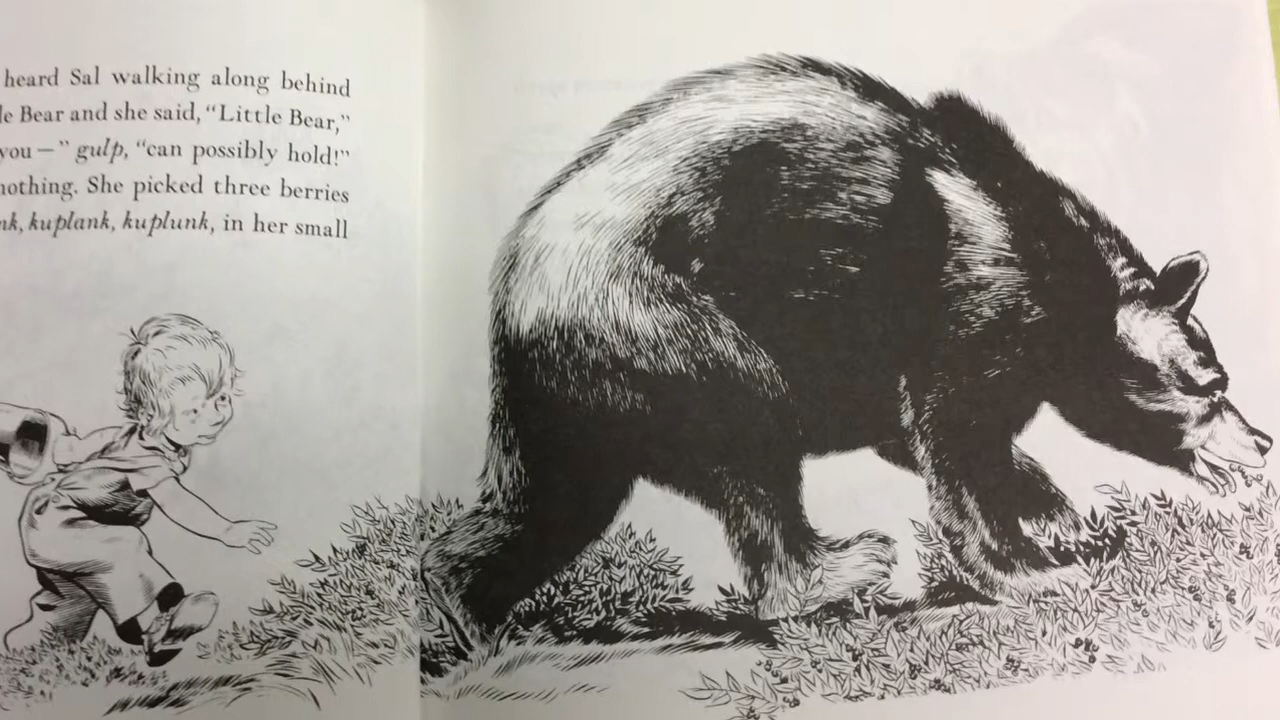 heard Sal walking along behind
le Bear and she said, “Little Bear,”
you —” gulp, “can possibly hold!”
nothing. She picked three berries
nk, kuplank, kuplunk, in her small